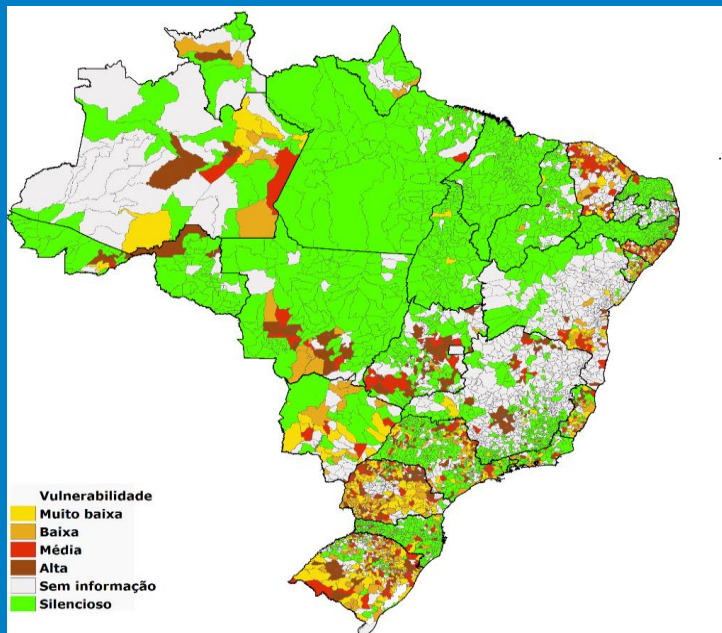 Vulnerabilidade
Muito baixa
Baixa
Média
Alta
Sem informação
Silencioso